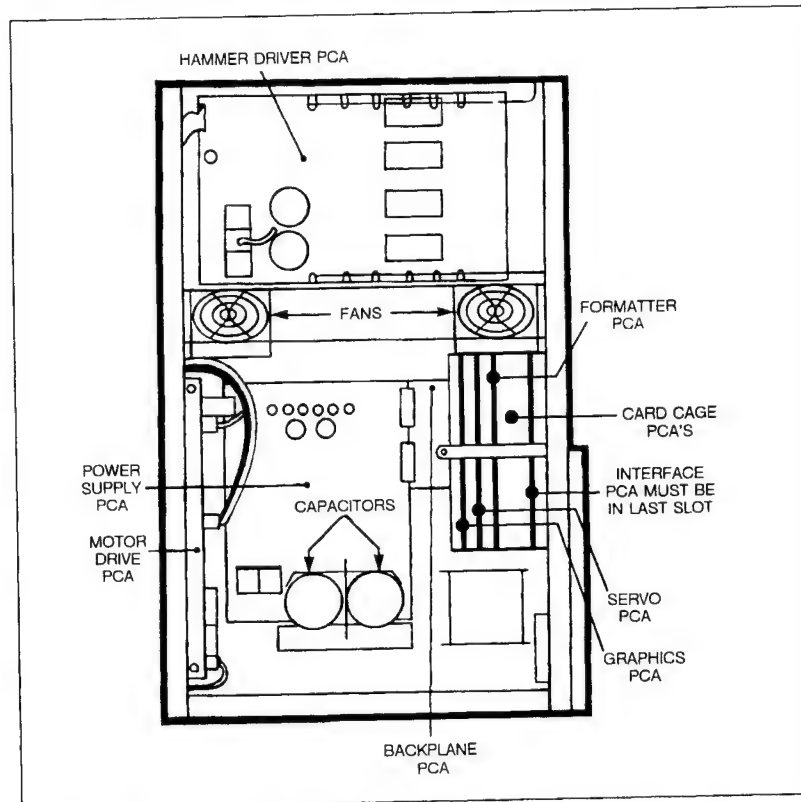 HAMMER DRIVER PCA
FANS
FORMATTER
PCA
CARD CAGE
PCA'S
INTERFACE
PCA MUST BE
IN LAST SLOT
POWER
SUPPLY
PCA
CAPACITORS
MOTOR
DRIVE
PCA
SERVO
PCA
GRAPHICS
PCA
BACKPLANE
PCA